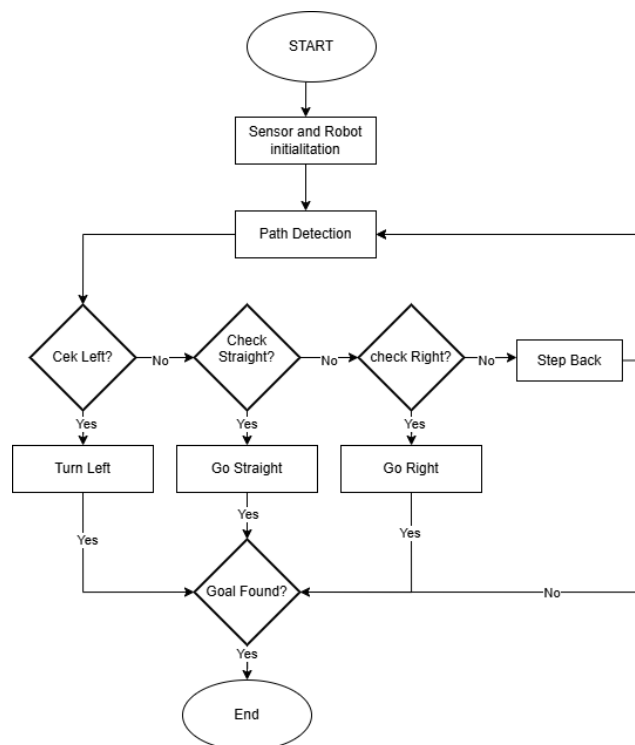 START
Sensor and Robot
initialitation
Path Detection
Cek Left?
No
Check
Straight?
No
check Right?
No
Step Back
Yes
Yes
Yes
Turn Left
Go Straight
Go Right
Yes
Yes
Yes
Goal Found?
No
Yes
End